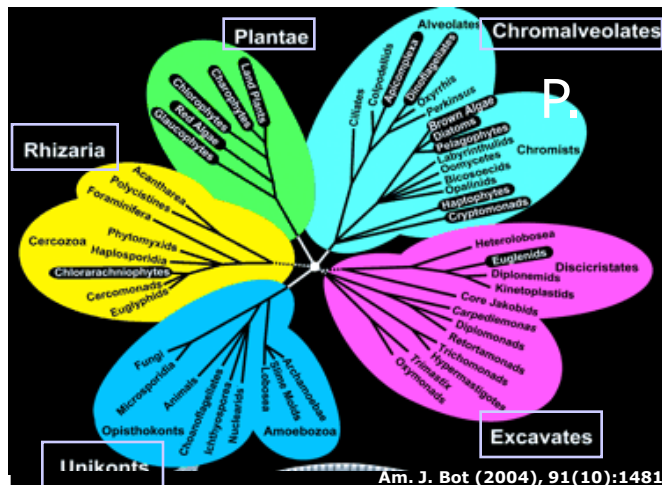 Plantae
Land Plants
Charophytes
Chlorophytes
Red Algae
Glaucophytes
Chromalveolates
Alveolates
Ciliates
Colpodellids
Apicomplexa
Dinoflagellates
Oxyrrhis
Perkinsus
P.
Brown Algae
Diatoms
Pelagophytes
Labyrinthulids
Oomycetes
Bicosoecids
Opalinids
Haptophytes
Cryptomonads
Chromists
Rhizaria
Acantharea
Polycistines
Foraminifera
Cercozoa
Phytomyxids
Haplosporidia
Chlorarachniophytes
Cercomonads
Euglyphids
Heterolobosea
Euglenids
Diplonemids
Kinetoplastids
Discicristates
Core Jakobids
Carpediemonas
Diplomonads
Retortamonads
Trichomonads
Hypermastigotes
Trimastix
Oxymonads
Excavates
Fungi
Microsporidia
Animals
Choanoflagellates
Ichthyosporea
Nuclearids
Opisthokonts
Lobosea
Slime Molds
Archamoebae
Amoebozoa
Unikonts
Am. J. Bot (2004), 91(10):1481